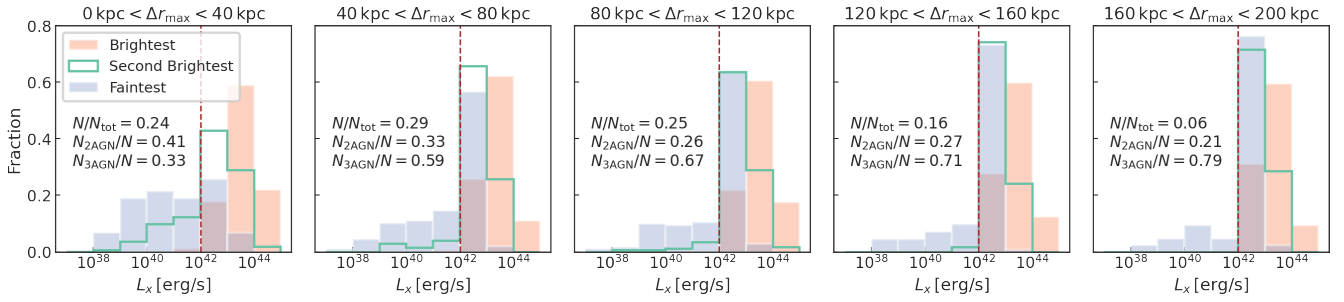 0 kpc < Δr_max < 40 kpc
Fraction
0.8
0.6
0.4
0.2
0.0
Brightest
Second Brightest
Faintest
N/N_tot = 0.24
N_2AGN/N = 0.41
N_3AGN/N = 0.33
10^38 10^40 10^42 10^44
L_x [erg/s]
40 kpc < Δr_max < 80 kpc
N/N_tot = 0.29
N_2AGN/N = 0.33
N_3AGN/N = 0.59
10^38 10^40 10^42 10^44
L_x [erg/s]
80 kpc < Δr_max < 120 kpc
N/N_tot = 0.25
N_2AGN/N = 0.26
N_3AGN/N = 0.67
10^38 10^40 10^42 10^44
L_x [erg/s]
120 kpc < Δr_max < 160 kpc
N/N_tot = 0.16
N_2AGN/N = 0.27
N_3AGN/N = 0.71
10^38 10^40 10^42 10^44
L_x [erg/s]
160 kpc < Δr_max < 200 kpc
N/N_tot = 0.06
N_2AGN/N = 0.21
N_3AGN/N = 0.79
10^38 10^40 10^42 10^44
L_x [erg/s]